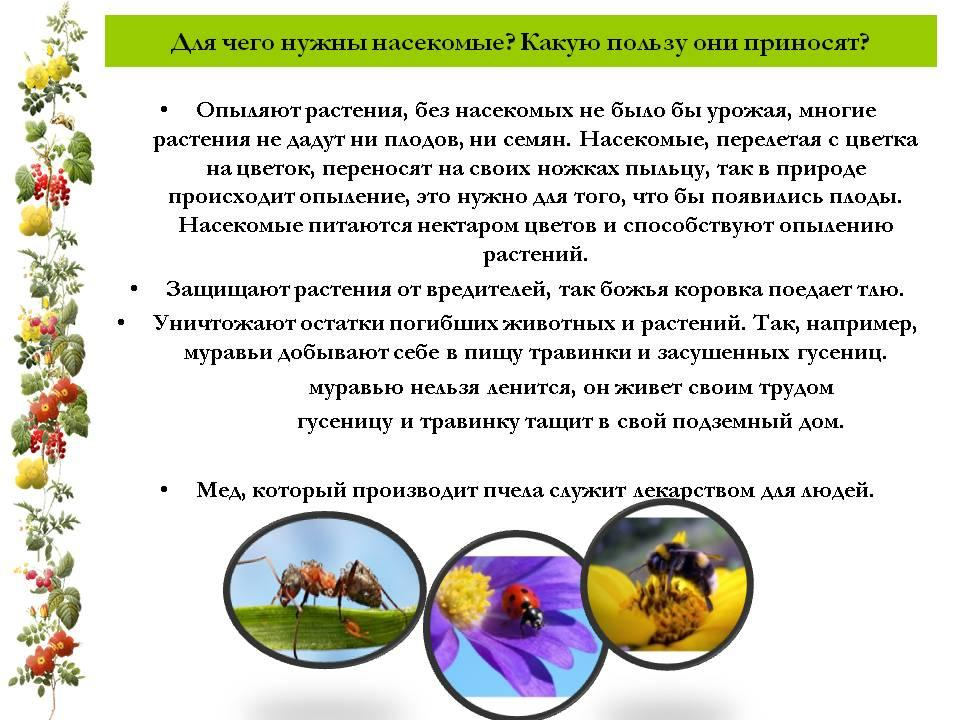 Для чего нужны насекомые? Какую пользу они приносят?
• Опыляют растения, без насекомых не было бы урожая, многие
растения не дадут ни плодов, ни семян. Насекомые, перелетая с цветка
на цветок, переносят на своих ножках пыльцу, так в природе
происходит опыление, это нужно для того, что бы появились плоды.
Насекомые питаются нектаром цветов и способствуют опылению
растений.
• Защищают растения от вредителей, так божья коровка поедает тлю.
• Уничтожают остатки погибших животных и растений. Так, например,
муравьи добывают себе в пищу травинки и засушенных гусениц.
муравью нельзя ленится, он живет своим трудом
гусеницу и травинку тащит в свой подземный дом.
• Мед, который производит пчела служит лекарством для людей.